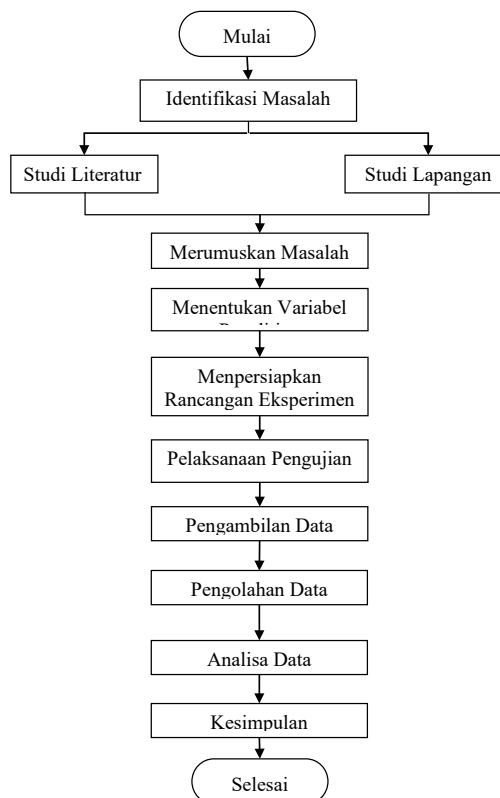 Mulai
Identifikasi Masalah
Studi Literatur
Studi Lapangan
Merumuskan Masalah
Menentukan Variabel
Menpersiapkan
Rancangan Eksperimen
Pelaksanaan Pengujian
Pengambilan Data
Pengolahan Data
Analisa Data
Kesimpulan
Selesai